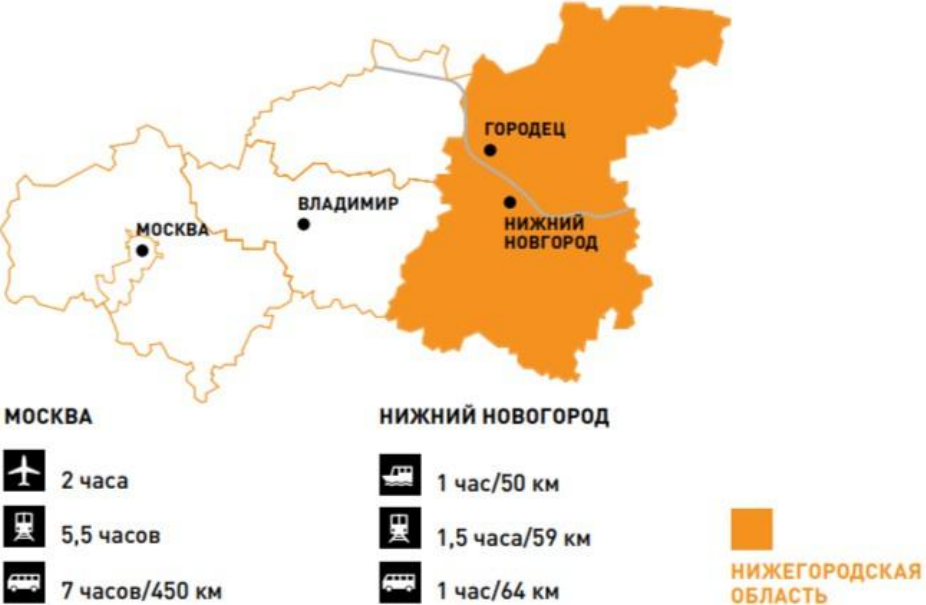 ГОРОДЕЦ
ВЛАДИМИР
МОСКВА
НИЖНИЙ
НОВГОРОД
МОСКВА
2 часа
5,5 часов
7 часов/450 км
НИЖНИЙ НОВОГОРОД
1 час/50 км
1,5 часа/59 км
1 час/64 км
НИЖЕГОРОДСКАЯ
ОБЛАСТЬ